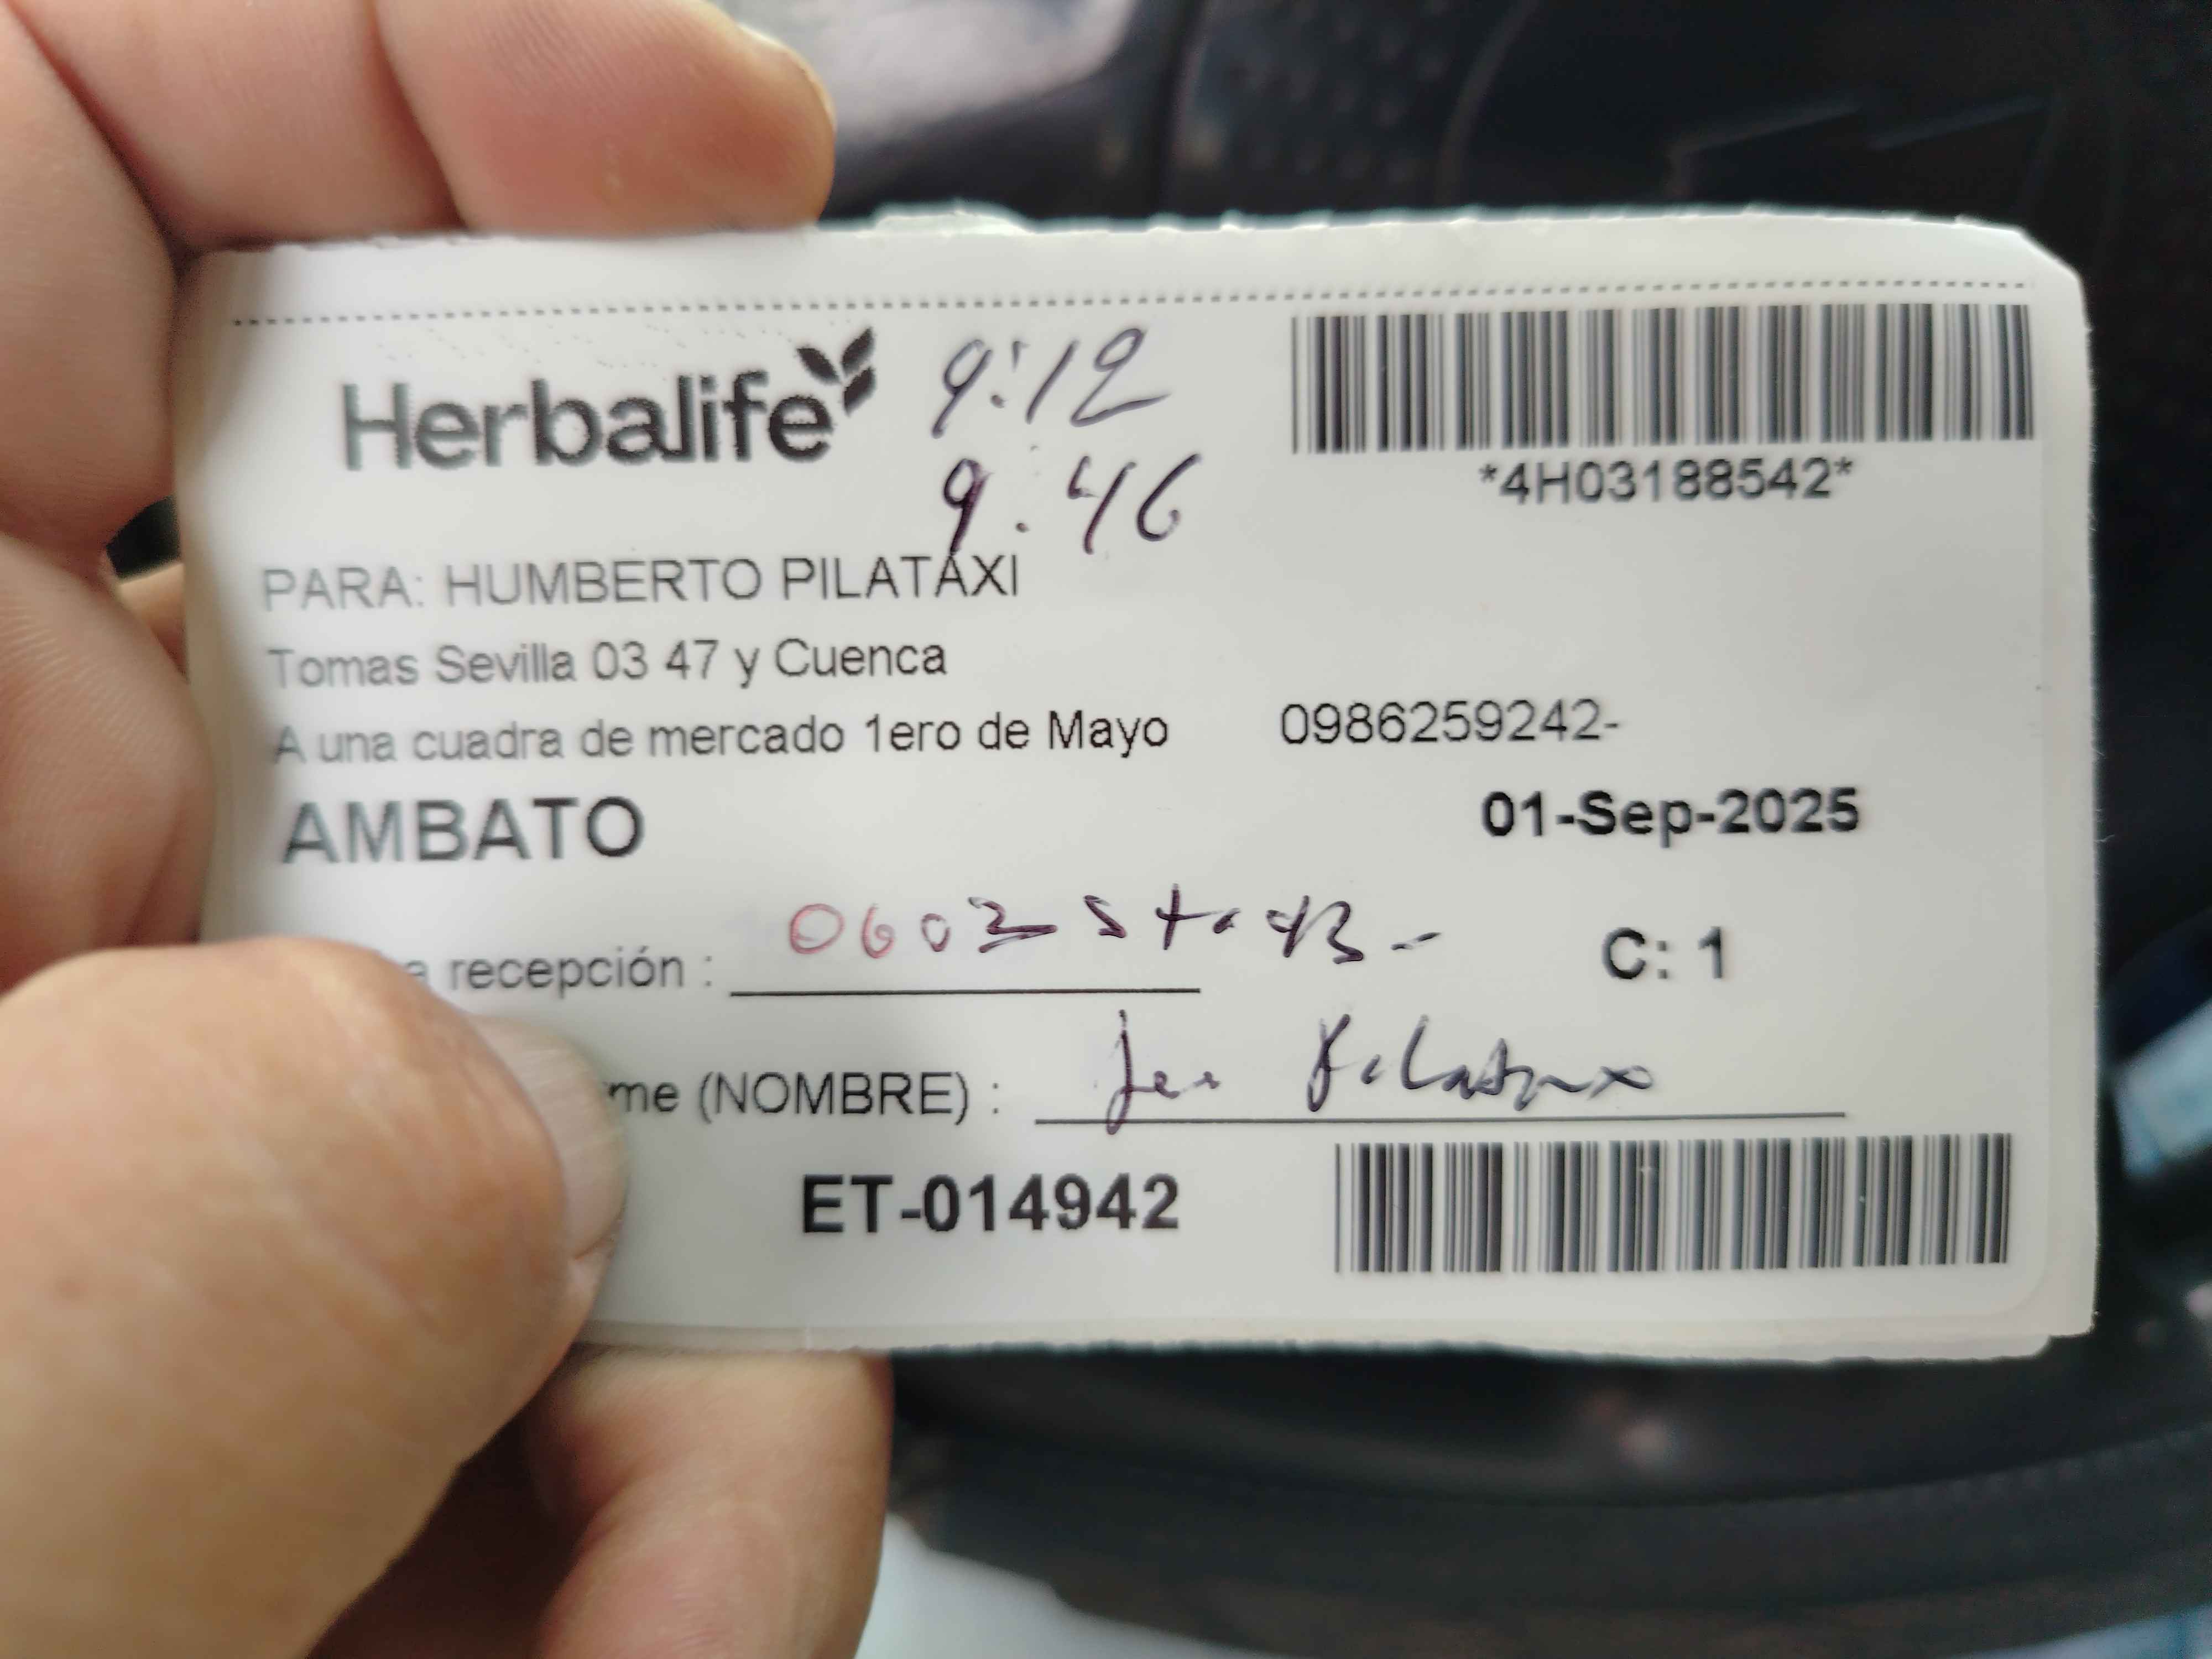 Herbalife
9:12
9:46
*4H03188542*
PARA: HUMBERTO PILATAXI
Tomas Sevilla 03 47 y Cuenca
A una cuadra de mercado 1ero de Mayo 0986259242-
AMBATO 01-Sep-2025
a recepción : C: 1
me (NOMBRE) :
ET-014942